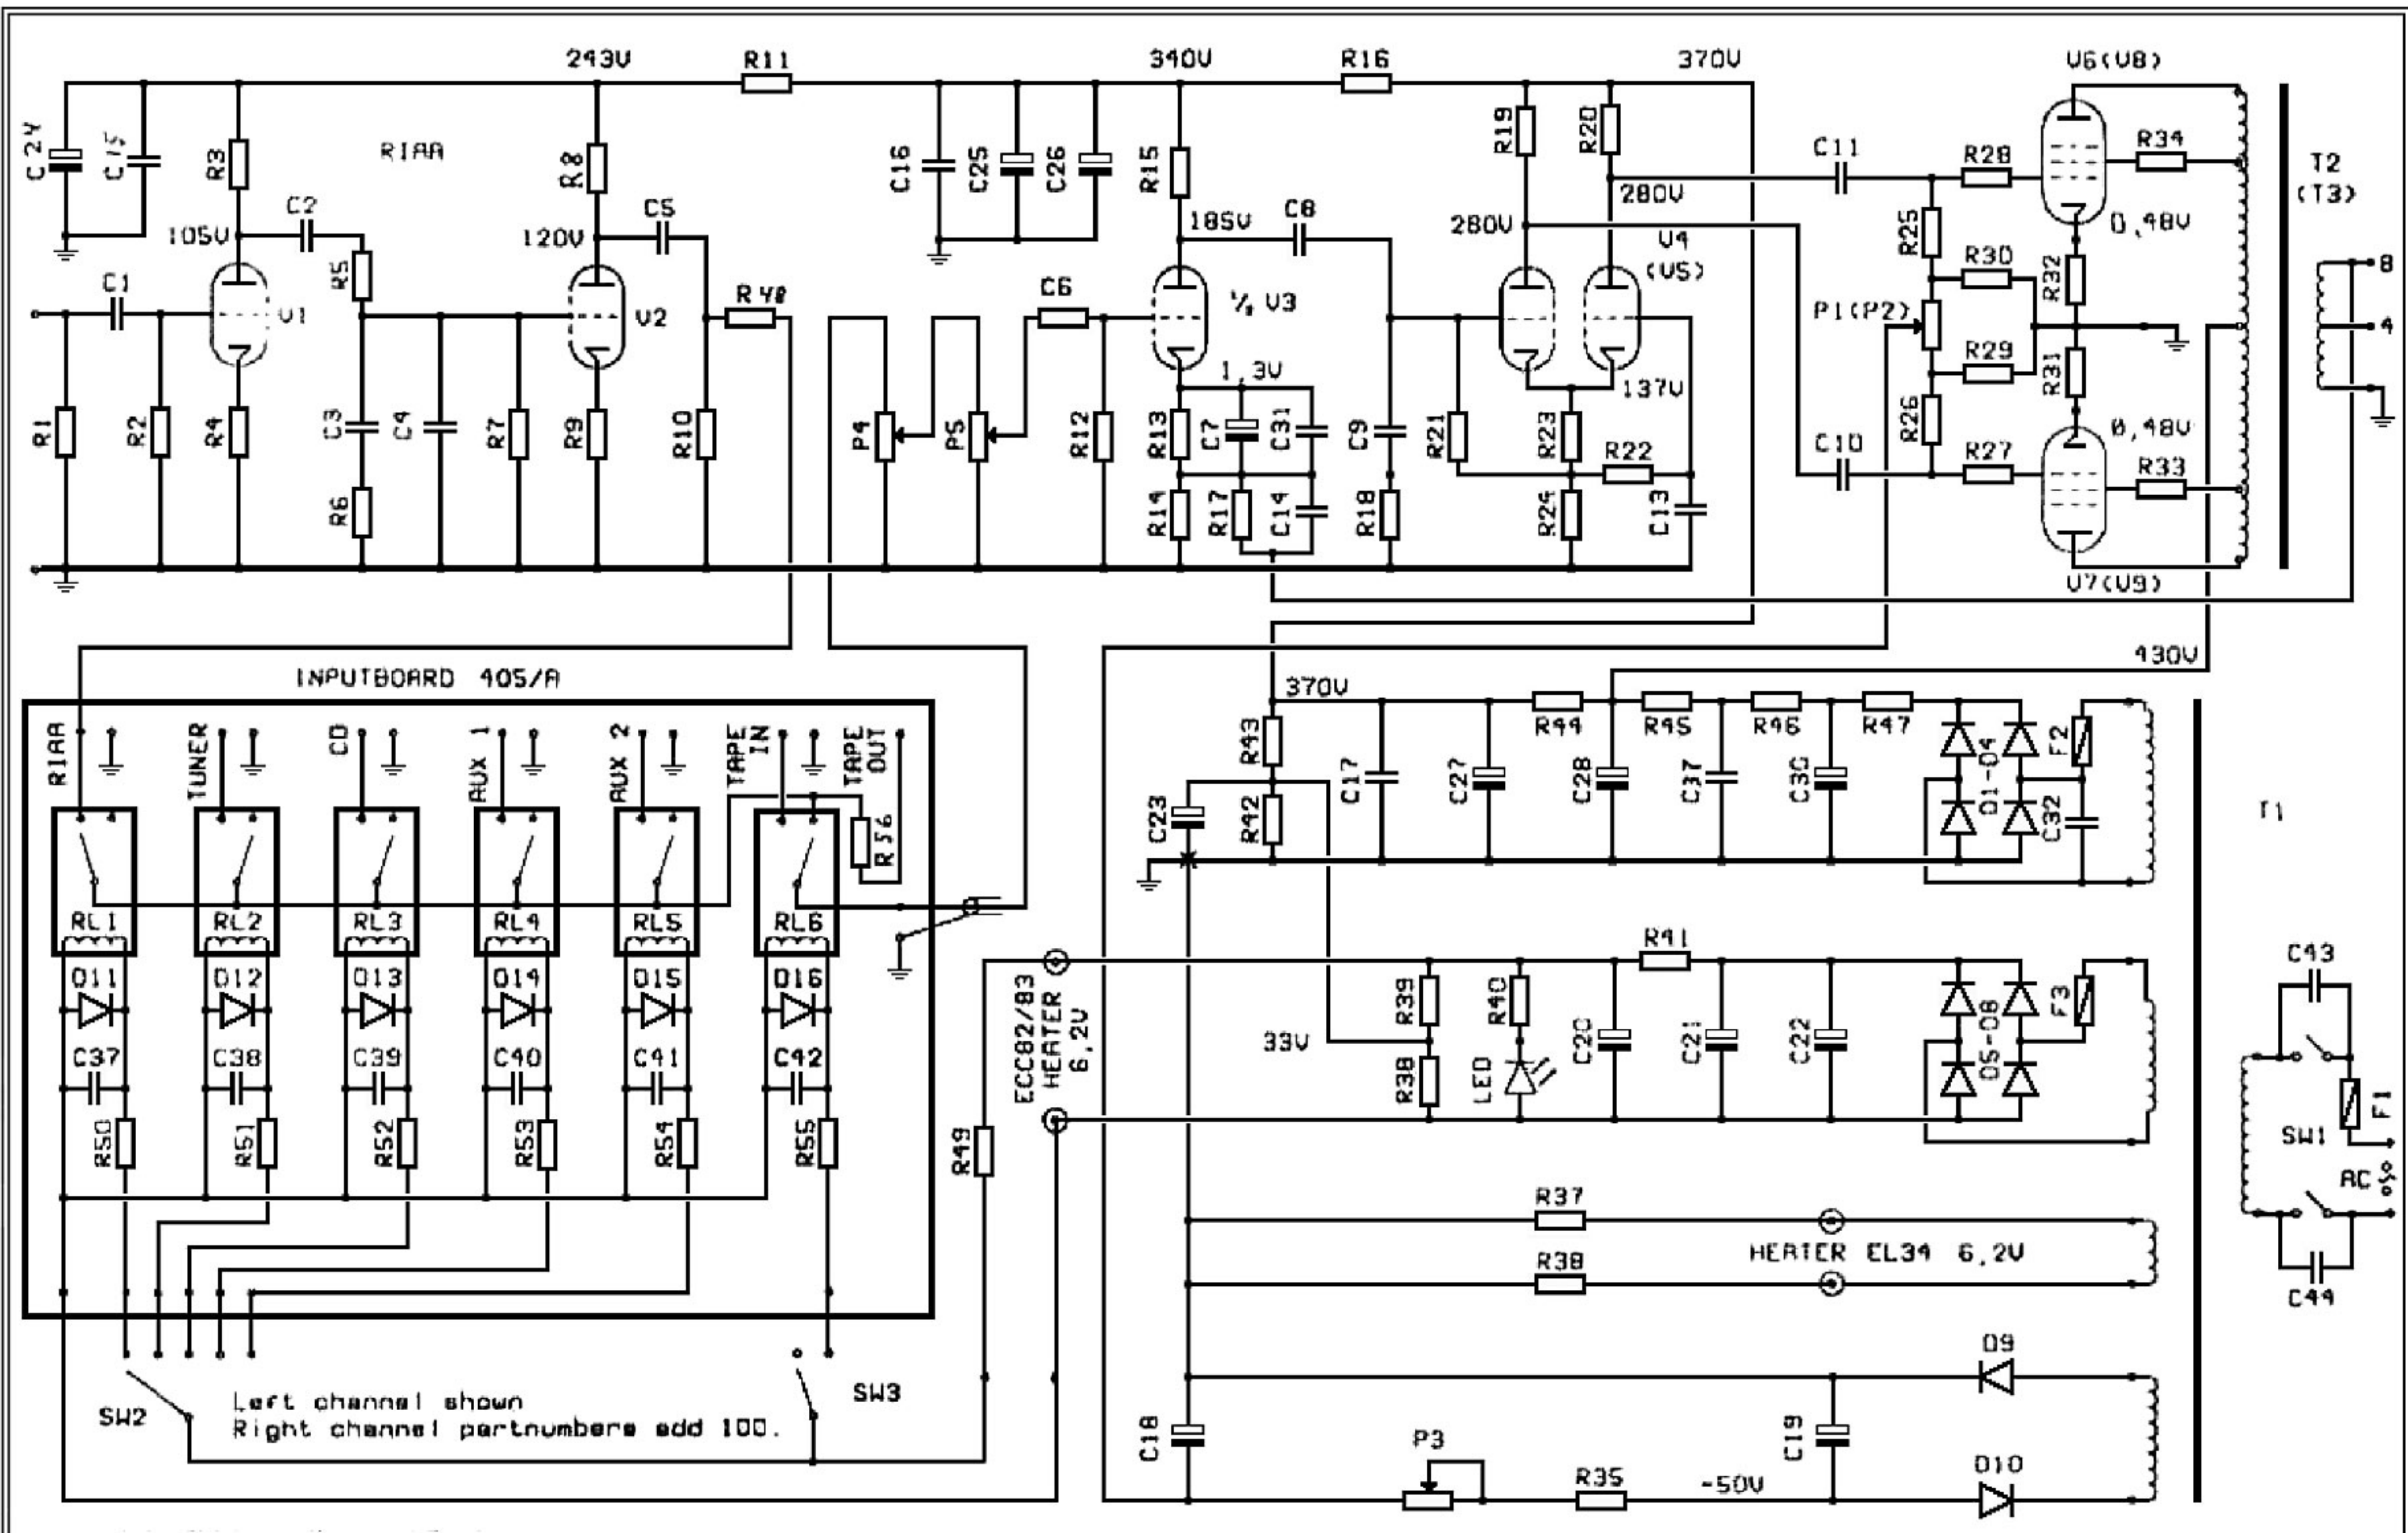 243V R11 340V R16 370V V6(V8)
C24 C15 R3 RIAA R8 C16 C25 C26 R15 R19 R20 C11 R28 R34 T2
(T3)
105V C2 120V C5 185V C8 280V 280V R25 0,48V
V4
(V5)
C1 R5 V1 V2 R48 C6 ½ V3 R30 R32 8
P1(P2) 4
1,3V 137V R29 R31
R1 R2 R4 C3 C4 R7 R9 R10 P4 P5 R12 R13 C7 C31 C9 R21 R23 R22 R26 0,48V
C10 R27 R33
R6 R14 R17 C14 R18 R24 C13
V7(V9)
INPUTBOARD 405/A 430V
370V
RIAA TUNER CD AUX 1 AUX 2 TAPE IN TAPE OUT
R43 R44 R45 R46 R47 F2
C23 R42 C17 C27 C28 C37 C30 D1-D4 C32 T1
R56
RL1 RL2 RL3 RL4 RL5 RL6
R41 C43
D11 D12 D13 D14 D15 D16
ECC82/83
HEATER
6,2V
R39 R40 F3
33V C20 C21 C22 D5-D8
C37 C38 C39 C40 C41 C42
R38 LED
R50 R51 R52 R53 R54 R55 R49 F1
SW1
AC
R37
HEATER EL34 6,2V
R38
C44
D9
SW2 SW3
Left channel shown
Right channel partnumbers add 100.
C18 P3 C19
R35 -50V D10